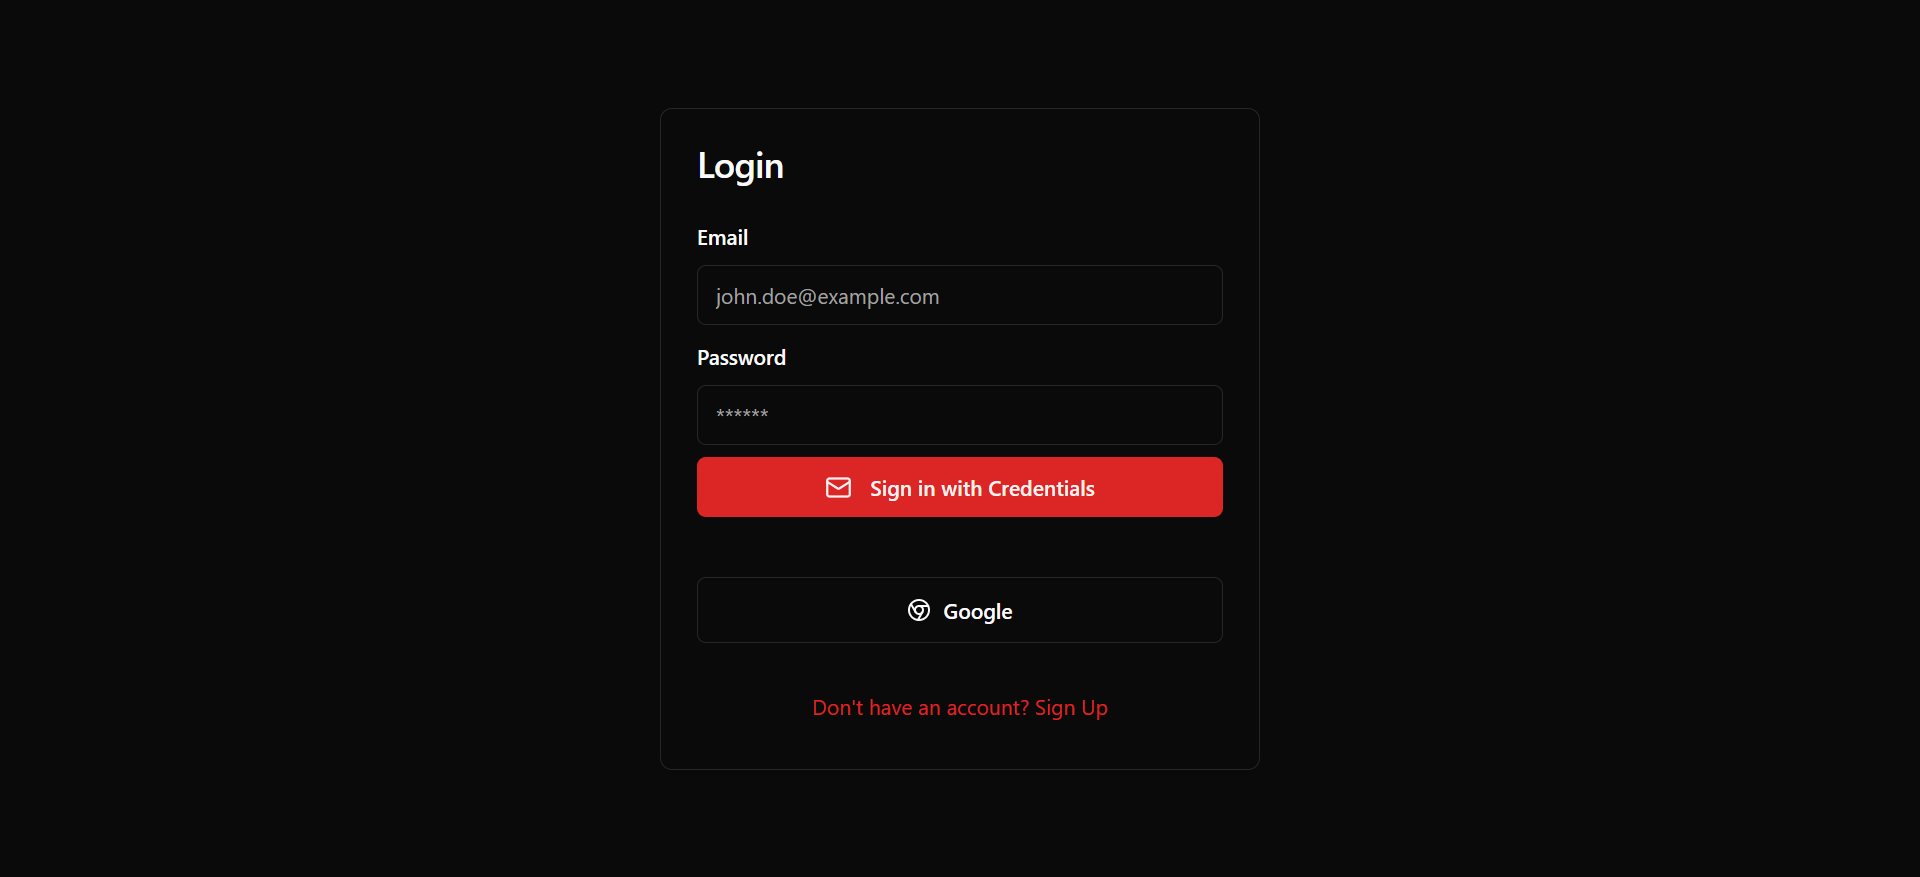 Login
Email
john.doe@example.com
Password
******
Sign in with Credentials
Google
Don't have an account? Sign Up